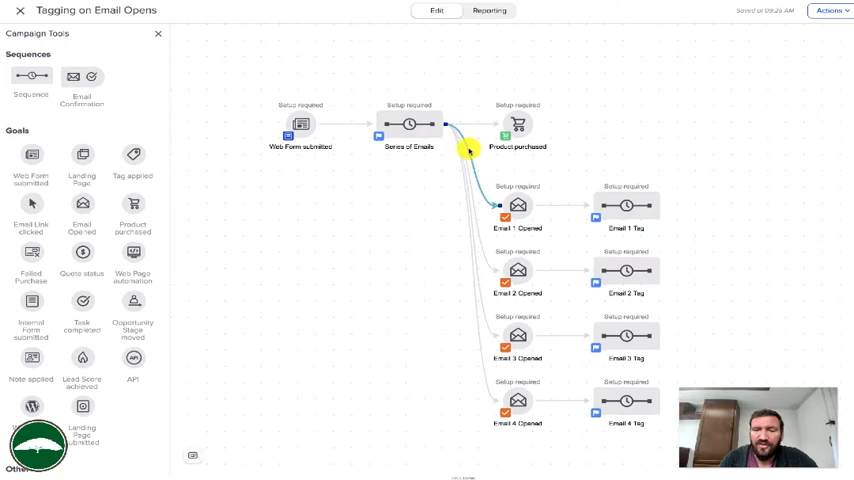 Tagging on Email Opens
Edit
Reporting
Saved at 09:25 AM
Actions
Campaign Tools
Sequences
Sequence
Email
Confirmation
Goals
Web Form
submitted
Landing
Page
Tag applied
Email Link
clicked
Email
Opened
Product
purchased
Failed
Purchase
Quote status
Web Page
automation
Internal
Form
submitted
Task
completed
Opportunity
Stage
moved
Note applied
Lead Score
achieved
API
API
Landing
Page
submitted
Setup required
Web Form submitted
Setup required
Series of Emails
Setup required
Product purchased
Setup required
Email 1 Opened
Setup required
Email 1 Tag
Setup required
Email 2 Opened
Setup required
Email 2 Tag
Setup required
Email 3 Opened
Setup required
Email 3 Tag
Setup required
Email 4 Opened
Setup required
Email 4 Tag